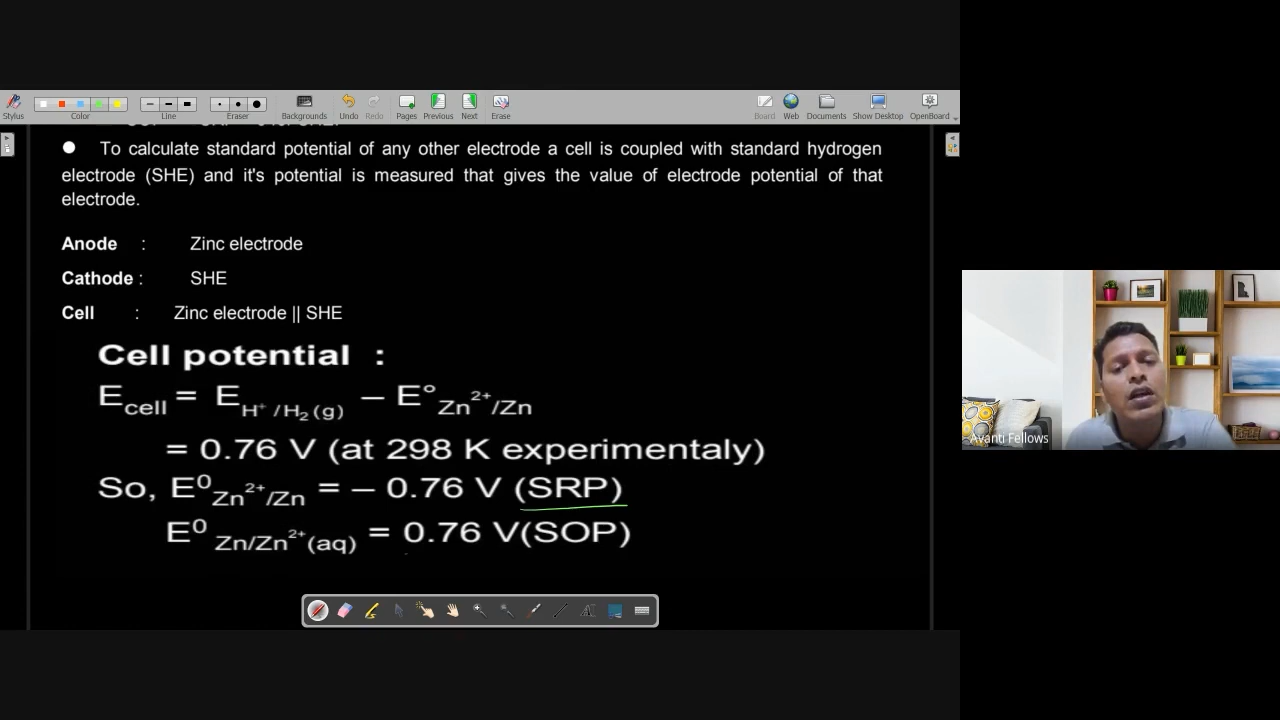 Stylus
Color
Line
Eraser
Backgrounds
Undo
Redo
Pages
Previous
Next
Erase
Board
Web
Documents
Show Desktop
OpenBoard
● To calculate standard potential of any other electrode a cell is coupled with standard hydrogen
electrode (SHE) and it's potential is measured that gives the value of electrode potential of that
electrode.
Anode : Zinc electrode
Cathode : SHE
Cell : Zinc electrode || SHE
Cell potential :
E cell = E H⁺ /H₂ (g) – E° Zn²⁺/Zn
= 0.76 V (at 298 K experimentaly)
So, E⁰ Zn²⁺/Zn = – 0.76 V (SRP)
E⁰ Zn/Zn²⁺(aq) = 0.76 V(SOP)
Avanti Fellows